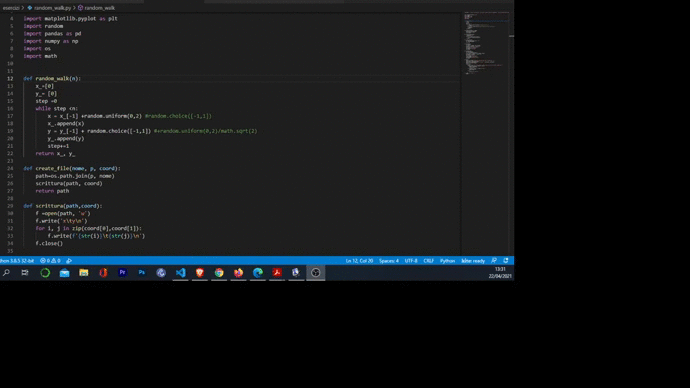 esercizi > random_walk.py > random_walk
4 import matplotlib.pyplot as plt
5 import random
6 import pandas as pd
7 import numpy as np
8 import os
9 import math
10
11
12 def random_walk(n):
13 x_=[0]
14 y_= [0]
15 step =0
16 while step <n:
17 x = x_[-1] +random.uniform(0,2) #random.choice([-1,1])
18 x_.append(x)
19 y = y_[-1] + random.choice([-1,1]) #+random.uniform(0,2)/math.sqrt(2)
20 y_.append(y)
21 step+=1
22 return x_, y_
23
24 def create_file(nome, p, coord):
25 path=os.path.join(p, nome)
26 scrittura(path, coord)
27 return path
28
29 def scrittura(path,coord):
30 f =open(path, 'w')
31 f.write('x\ty\n')
32 for i, j in zip(coord[0],coord[1]):
33 f.write(f'{str(i)}\t{str(j)}\n')
34 f.close()
35
thon 3.8.5 32-bit 0 0 Ln 12, Col 20 Spaces: 4 UTF-8 CRLF Python kite: ready
Pr Ps
13:31
22/04/2021